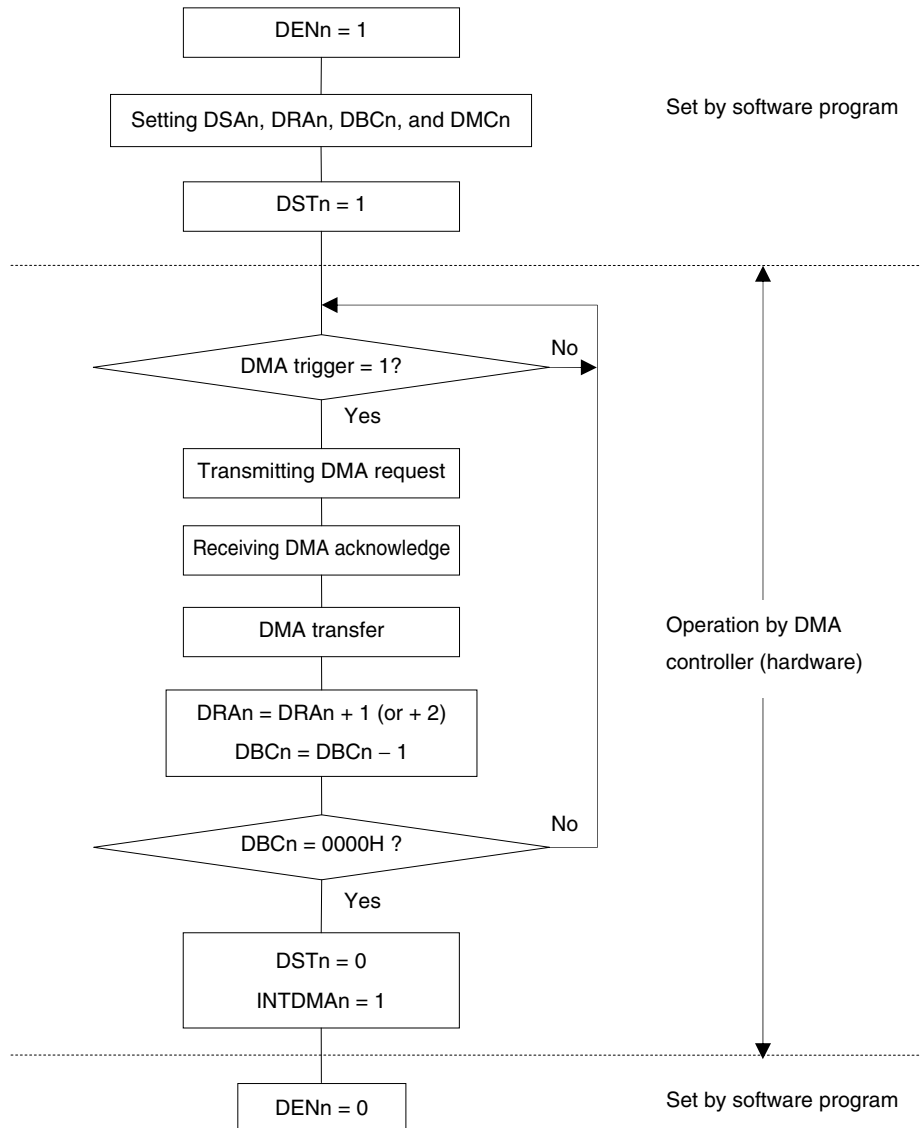 DENn = 1
Setting DSAn, DRAn, DBCn, and DMCn
Set by software program
DSTn = 1
DMA trigger = 1?
No
Yes
Transmitting DMA request
Receiving DMA acknowledge
DMA transfer
Operation by DMA
controller (hardware)
DRAn = DRAn + 1 (or + 2)
DBCn = DBCn − 1
DBCn = 0000H ?
No
Yes
DSTn = 0
INTDMAn = 1
DENn = 0
Set by software program